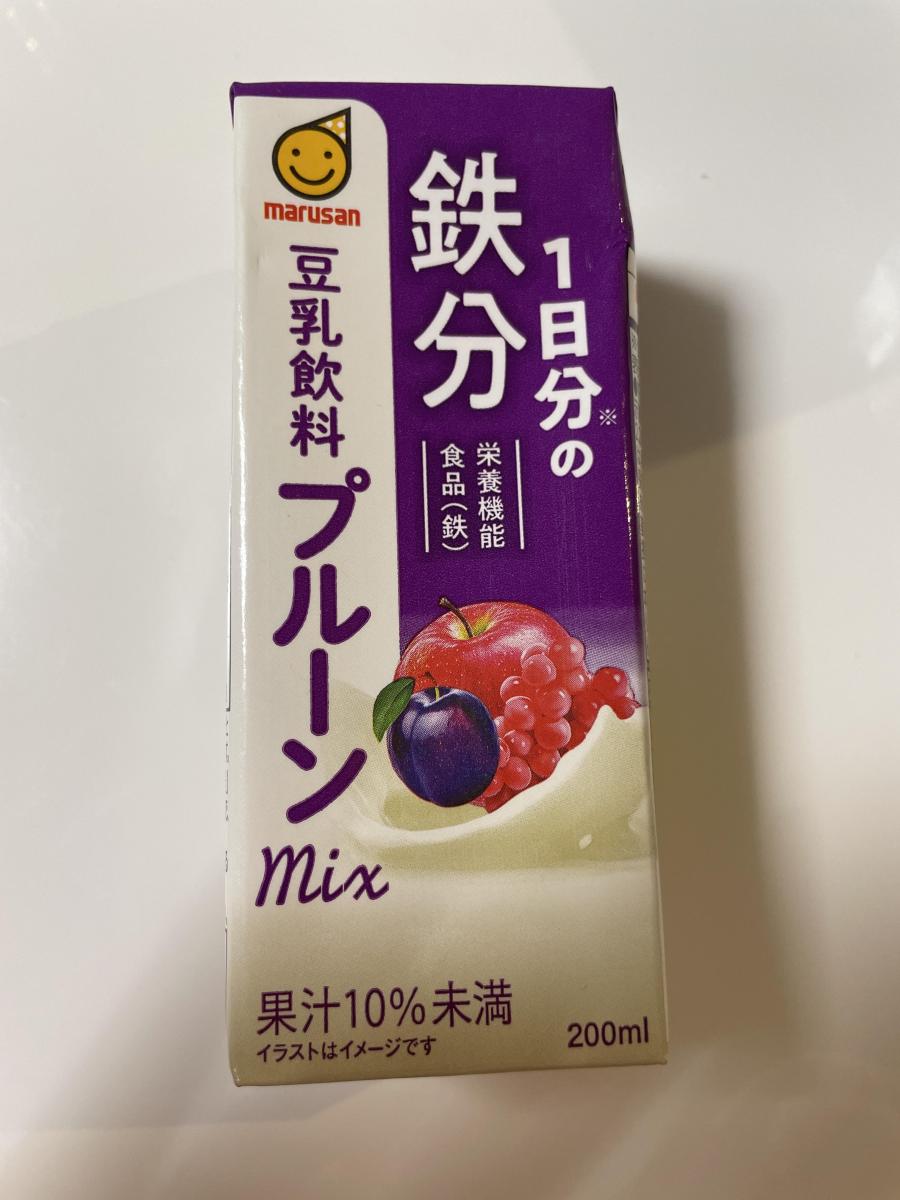 marusan
1日分※の
鉄分
栄養機能
食品(鉄)
豆乳飲料
プルーン
Mix
果汁10%未満
イラストはイメージです
200ml